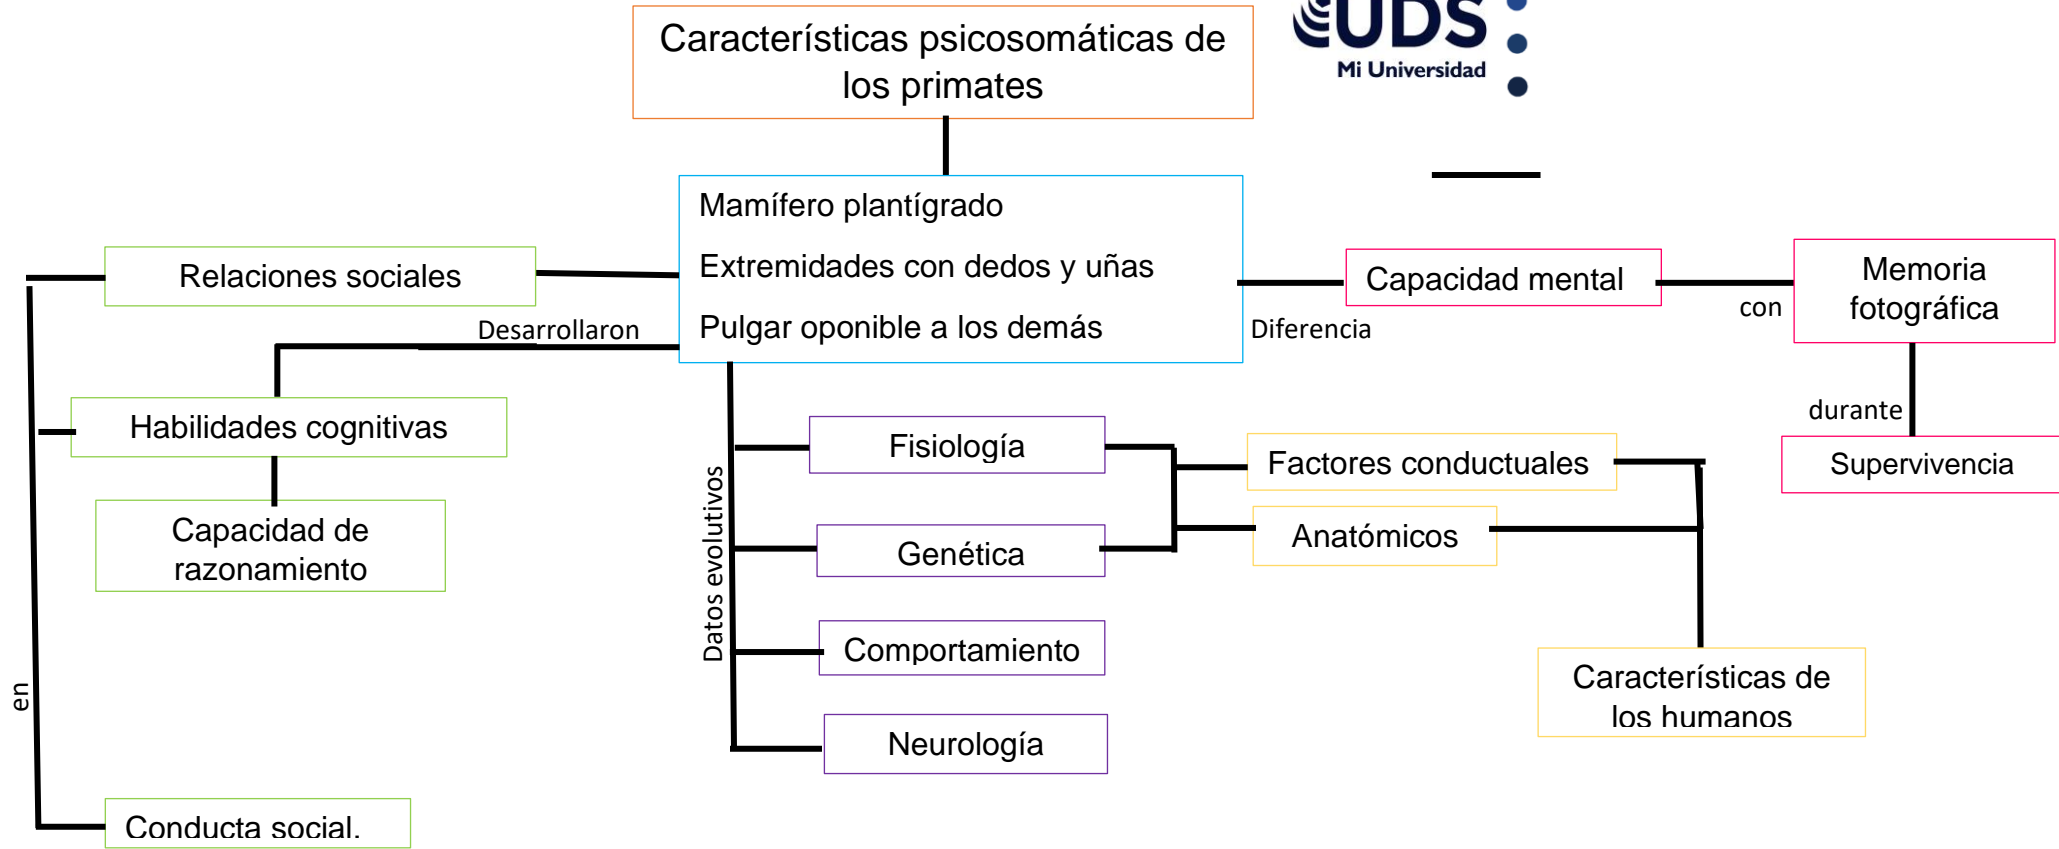 Características psicosomáticas de
los primates
UDS
Mi Universidad
Mamífero plantígrado
Extremidades con dedos y uñas
Pulgar oponible a los demás
Relaciones sociales
Desarrollaron
Habilidades cognitivas
Capacidad de
razonamiento
en
Conducta social.
Datos evolutivos
Fisiología
Genética
Comportamiento
Neurología
Factores conductuales
Anatómicos
Características de
los humanos
Diferencia
Capacidad mental
con
Memoria
fotográfica
durante
Supervivencia